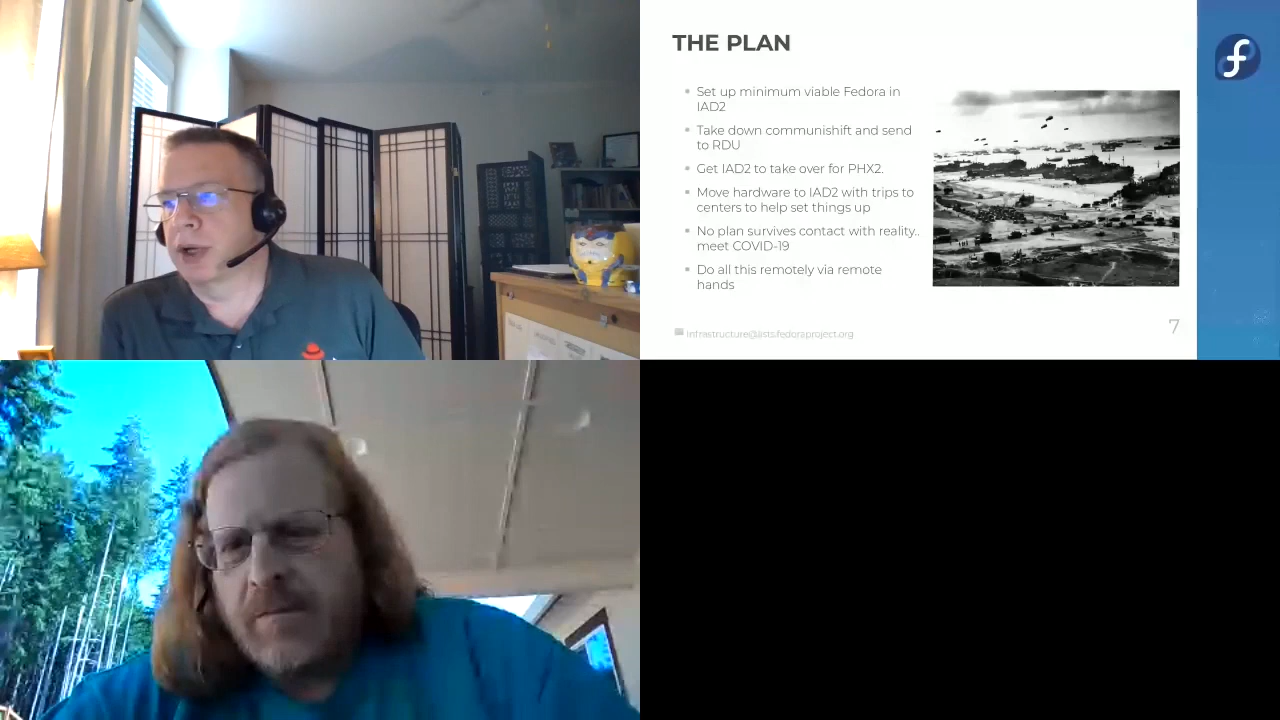 THE PLAN
Set up minimum viable Fedora in
IAD2
Take down communishift and send
to RDU
Get IAD2 to take over for PHX2.
Move hardware to IAD2 with trips to
centers to help set things up
No plan survives contact with reality..
meet COVID-19
Do all this remotely via remote
hands
infrastructure@lists.fedoraproject.org
7